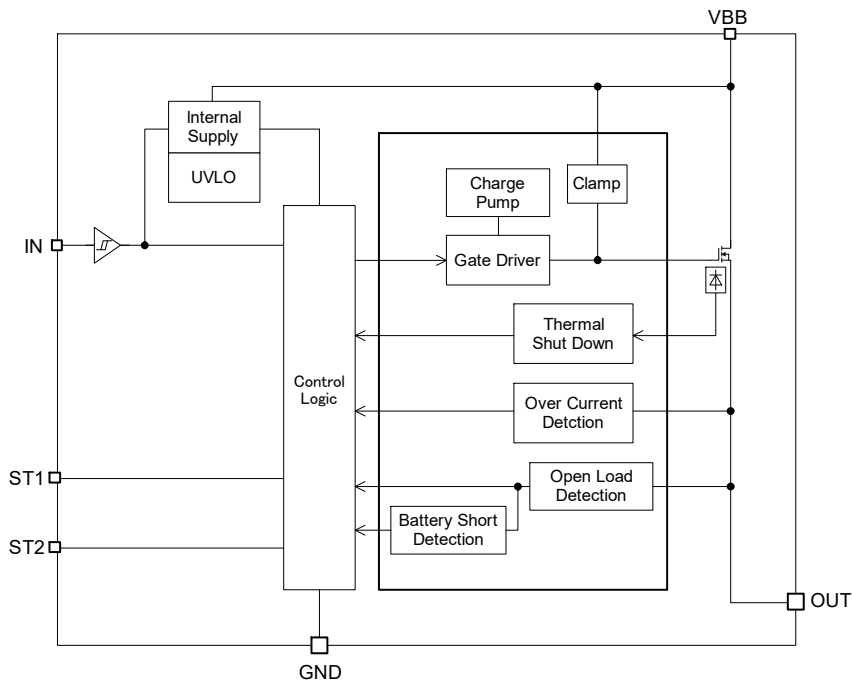 VBB
Internal
Supply
UVLO
Charge
Pump
Clamp
IN
Gate Driver
Thermal
Shut Down
Control
Logic
Over Current
Detction
ST1
Open Load
Detection
Battery Short
Detection
ST2
OUT
GND